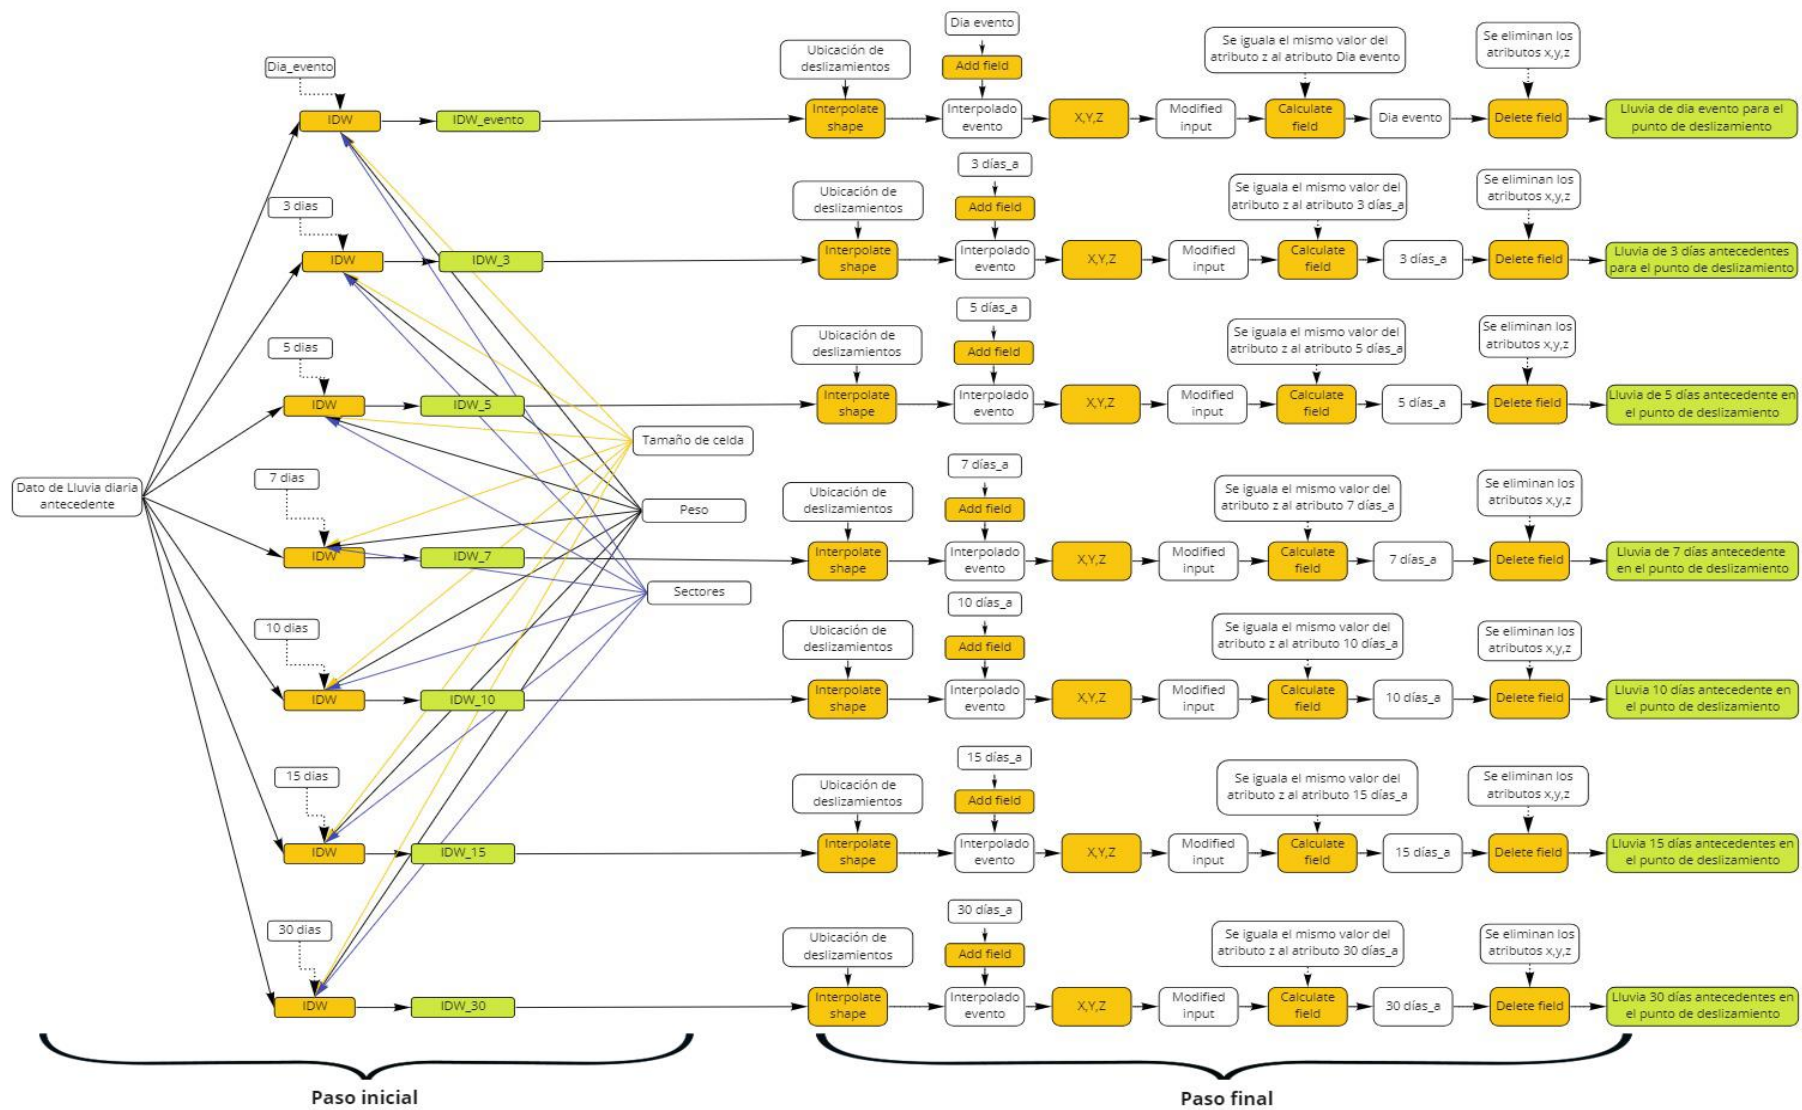 Dia evento
Ubicación de
deslizamientos
Add field
Se iguala el mismo valor del
atributo z al atributo Dia evento
Se eliminan los
atributos x,y,z
Dia_evento
IDW
IDW_evento
Interpolate
shape
Interpolado
evento
X,Y,Z
Modified
input
Calculate
field
Dia evento
Delete field
Lluvia de dia evento para el
punto de deslizamiento
3 días_a
Ubicación de
deslizamientos
Add field
Se iguala el mismo valor del
atributo z al atributo 3 días_a
Se eliminan los
atributos x,y,z
3 dias
IDW
IDW_3
Interpolate
shape
Interpolado
evento
X,Y,Z
Modified
input
Calculate
field
3 días_a
Delete field
Lluvia de 3 días antecedentes
para el punto de deslizamiento
5 días_a
Ubicación de
deslizamientos
Add field
Se iguala el mismo valor del
atributo z al atributo 5 días_a
Se eliminan los
atributos x,y,z
5 dias
IDW
IDW_5
Interpolate
shape
Interpolado
evento
X,Y,Z
Modified
input
Calculate
field
5 días_a
Delete field
Lluvia de 5 días antecedente en
el punto de deslizamiento
Tamaño de celda
Dato de Lluvia diaria
antecedente
Peso
Sectores
7 días_a
Ubicación de
deslizamientos
Add field
Se iguala el mismo valor del
atributo z al atributo 7 días_a
Se eliminan los
atributos x,y,z
7 dias
IDW
IDW_7
Interpolate
shape
Interpolado
evento
X,Y,Z
Modified
input
Calculate
field
7 días_a
Delete field
Lluvia de 7 días antecedente
en el punto de deslizamiento
10 días_a
Ubicación de
deslizamientos
Add field
Se iguala el mismo valor del
atributo z al atributo 10 días_a
Se eliminan los
atributos x,y,z
10 dias
IDW
IDW_10
Interpolate
shape
Interpolado
evento
X,Y,Z
Modified
input
Calculate
field
10 días_a
Delete field
Lluvia 10 días antecedente en
el punto de deslizamiento
15 días_a
Ubicación de
deslizamientos
Add field
Se iguala el mismo valor del
atributo z al atributo 15 días_a
Se eliminan los
atributos x,y,z
15 dias
IDW
IDW_15
Interpolate
shape
Interpolado
evento
X,Y,Z
Modified
input
Calculate
field
15 días_a
Delete field
Lluvia 15 días antecedentes en
el punto de deslizamiento
30 días_a
Ubicación de
deslizamientos
Add field
Se iguala el mismo valor del
atributo z al atributo 30 días_a
Se eliminan los
atributos x,y,z
30 dias
IDW
IDW_30
Interpolate
shape
Interpolado
evento
X,Y,Z
Modified
input
Calculate
field
30 días_a
Delete field
Lluvia 30 días antecedentes en
el punto de deslizamiento
Paso inicial
Paso final